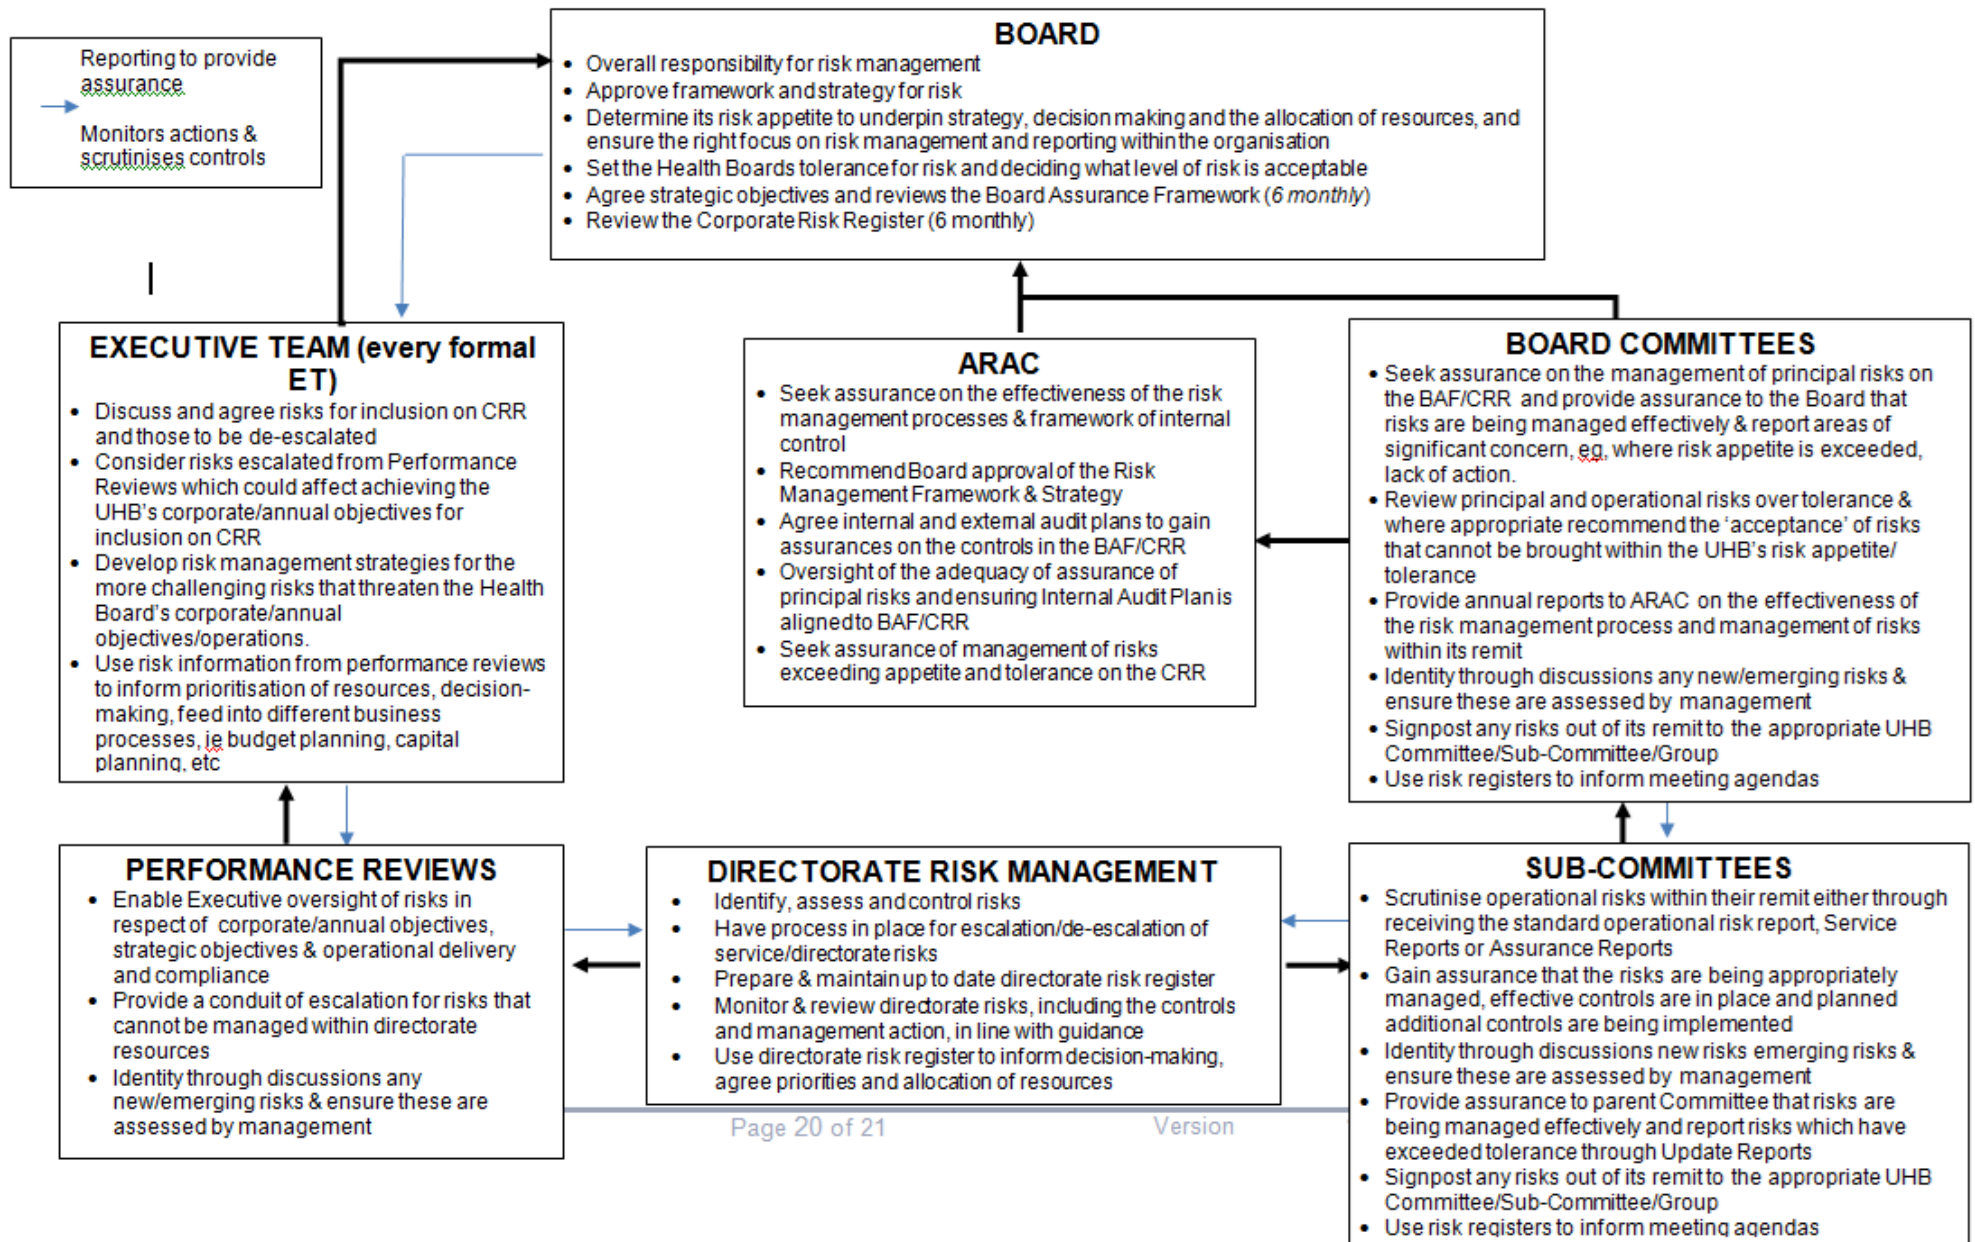 Reporting to provide
assurance
Monitors actions &
scrutinises controls
BOARD
• Overall responsibility for risk management
• Approve framework and strategy for risk
• Determine its risk appetite to underpin strategy, decision making and the allocation of resources, and
ensure the right focus on risk management and reporting within the organisation
• Set the Health Boards tolerance for risk and deciding what level of risk is acceptable
• Agree strategic objectives and reviews the Board Assurance Framework (6 monthly)
• Review the Corporate Risk Register (6 monthly)
EXECUTIVE TEAM (every formal
ET)
• Discuss and agree risks for inclusion on CRR
and those to be de-escalated
• Consider risks escalated from Performance
Reviews which could affect achieving the
UHB's corporate/annual objectives for
inclusion on CRR
• Develop risk management strategies for the
more challenging risks that threaten the Health
Board's corporate/annual
objectives/operations.
• Use risk information from performance reviews
to inform prioritisation of resources, decision-
making, feed into different business
processes, ie budget planning, capital
planning, etc
ARAC
• Seek assurance on the effectiveness of the risk
management processes & framework of internal
control
• Recommend Board approval of the Risk
Management Framework & Strategy
• Agree internal and external audit plans to gain
assurances on the controls in the BAF/CRR
• Oversight of the adequacy of assurance of
principal risks and ensuring Internal Audit Plan is
aligned to BAF/CRR
• Seek assurance of management of risks
exceeding appetite and tolerance on the CRR
BOARD COMMITTEES
• Seek assurance on the management of principal risks on
the BAF/CRR and provide assurance to the Board that
risks are being managed effectively & report areas of
significant concern, eg, where risk appetite is exceeded,
lack of action.
• Review principal and operational risks over tolerance &
where appropriate recommend the 'acceptance' of risks
that cannot be brought within the UHB's risk appetite/
tolerance
• Provide annual reports to ARAC on the effectiveness of
the risk management process and management of risks
within its remit
• Identity through discussions any new/emerging risks &
ensure these are assessed by management
• Signpost any risks out of its remit to the appropriate UHB
Committee/Sub-Committee/Group
• Use risk registers to inform meeting agendas
PERFORMANCE REVIEWS
• Enable Executive oversight of risks in
respect of corporate/annual objectives,
strategic objectives & operational delivery
and compliance
• Provide a conduit of escalation for risks that
cannot be managed within directorate
resources
• Identity through discussions any
new/emerging risks & ensure these are
assessed by management
DIRECTORATE RISK MANAGEMENT
• Identify, assess and control risks
• Have process in place for escalation/de-escalation of
service/directorate risks
• Prepare & maintain up to date directorate risk register
• Monitor & review directorate risks, including the controls
and management action, in line with guidance
• Use directorate risk register to inform decision-making,
agree priorities and allocation of resources
SUB-COMMITTEES
• Scrutinise operational risks within their remit either through
receiving the standard operational risk report, Service
Reports or Assurance Reports
• Gain assurance that the risks are being appropriately
managed, effective controls are in place and planned
additional controls are being implemented
• Identity through discussions new risks emerging risks &
ensure these are assessed by management
• Provide assurance to parent Committee that risks are
being managed effectively and report risks which have
exceeded tolerance through Update Reports
• Signpost any risks out of its remit to the appropriate UHB
Committee/Sub-Committee/Group
• Use risk registers to inform meeting agendas
Page 20 of 21
Version